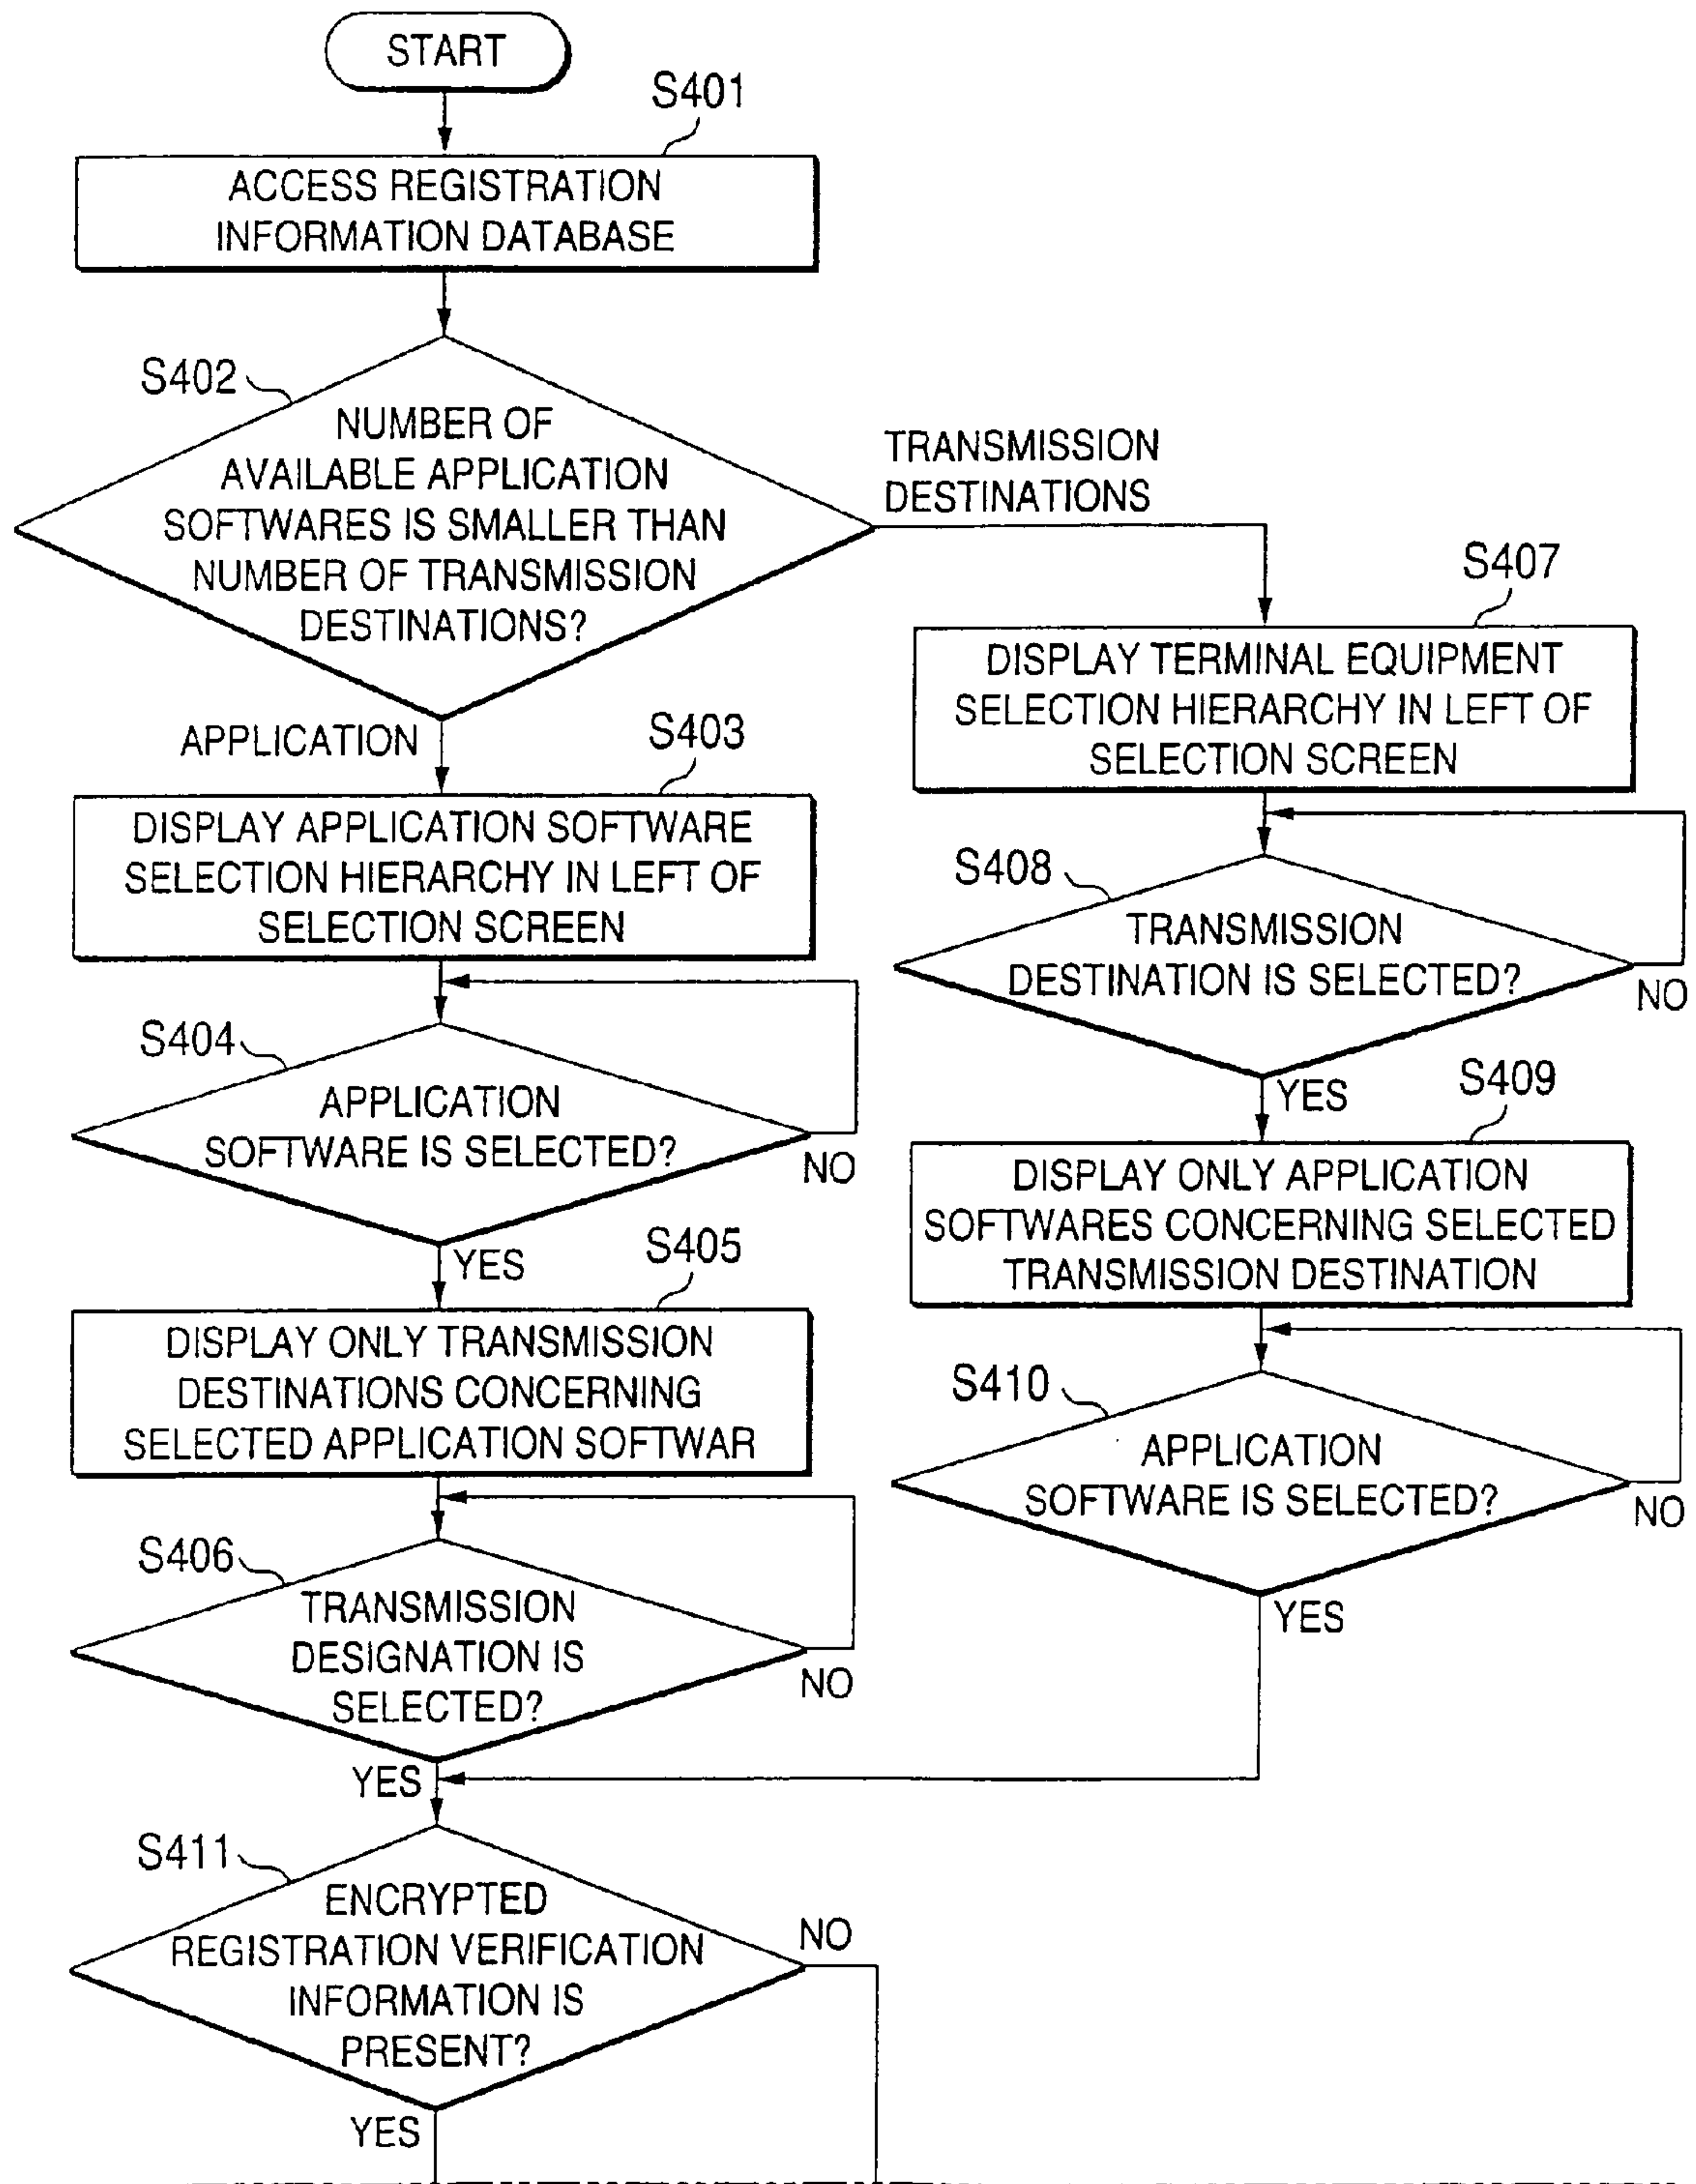 START
S401
ACCESS REGISTRATION
INFORMATION DATABASE
S402
NUMBER OF
AVAILABLE APPLICATION
SOFTWARES IS SMALLER THAN
NUMBER OF TRANSMISSION
DESTINATIONS?
TRANSMISSION
DESTINATIONS
APPLICATION
S403
DISPLAY APPLICATION SOFTWARE
SELECTION HIERARCHY IN LEFT OF
SELECTION SCREEN
S404
APPLICATION
SOFTWARE IS SELECTED?
NO
YES
S405
DISPLAY ONLY TRANSMISSION
DESTINATIONS CONCERNING
SELECTED APPLICATION SOFTWAR
S406
TRANSMISSION
DESIGNATION IS
SELECTED?
NO
YES
S407
DISPLAY TERMINAL EQUIPMENT
SELECTION HIERARCHY IN LEFT OF
SELECTION SCREEN
S408
TRANSMISSION
DESTINATION IS SELECTED?
NO
YES
S409
DISPLAY ONLY APPLICATION
SOFTWARES CONCERNING SELECTED
TRANSMISSION DESTINATION
S410
APPLICATION
SOFTWARE IS SELECTED?
NO
YES
S411
ENCRYPTED
REGISTRATION VERIFICATION
INFORMATION IS
PRESENT?
NO
YES